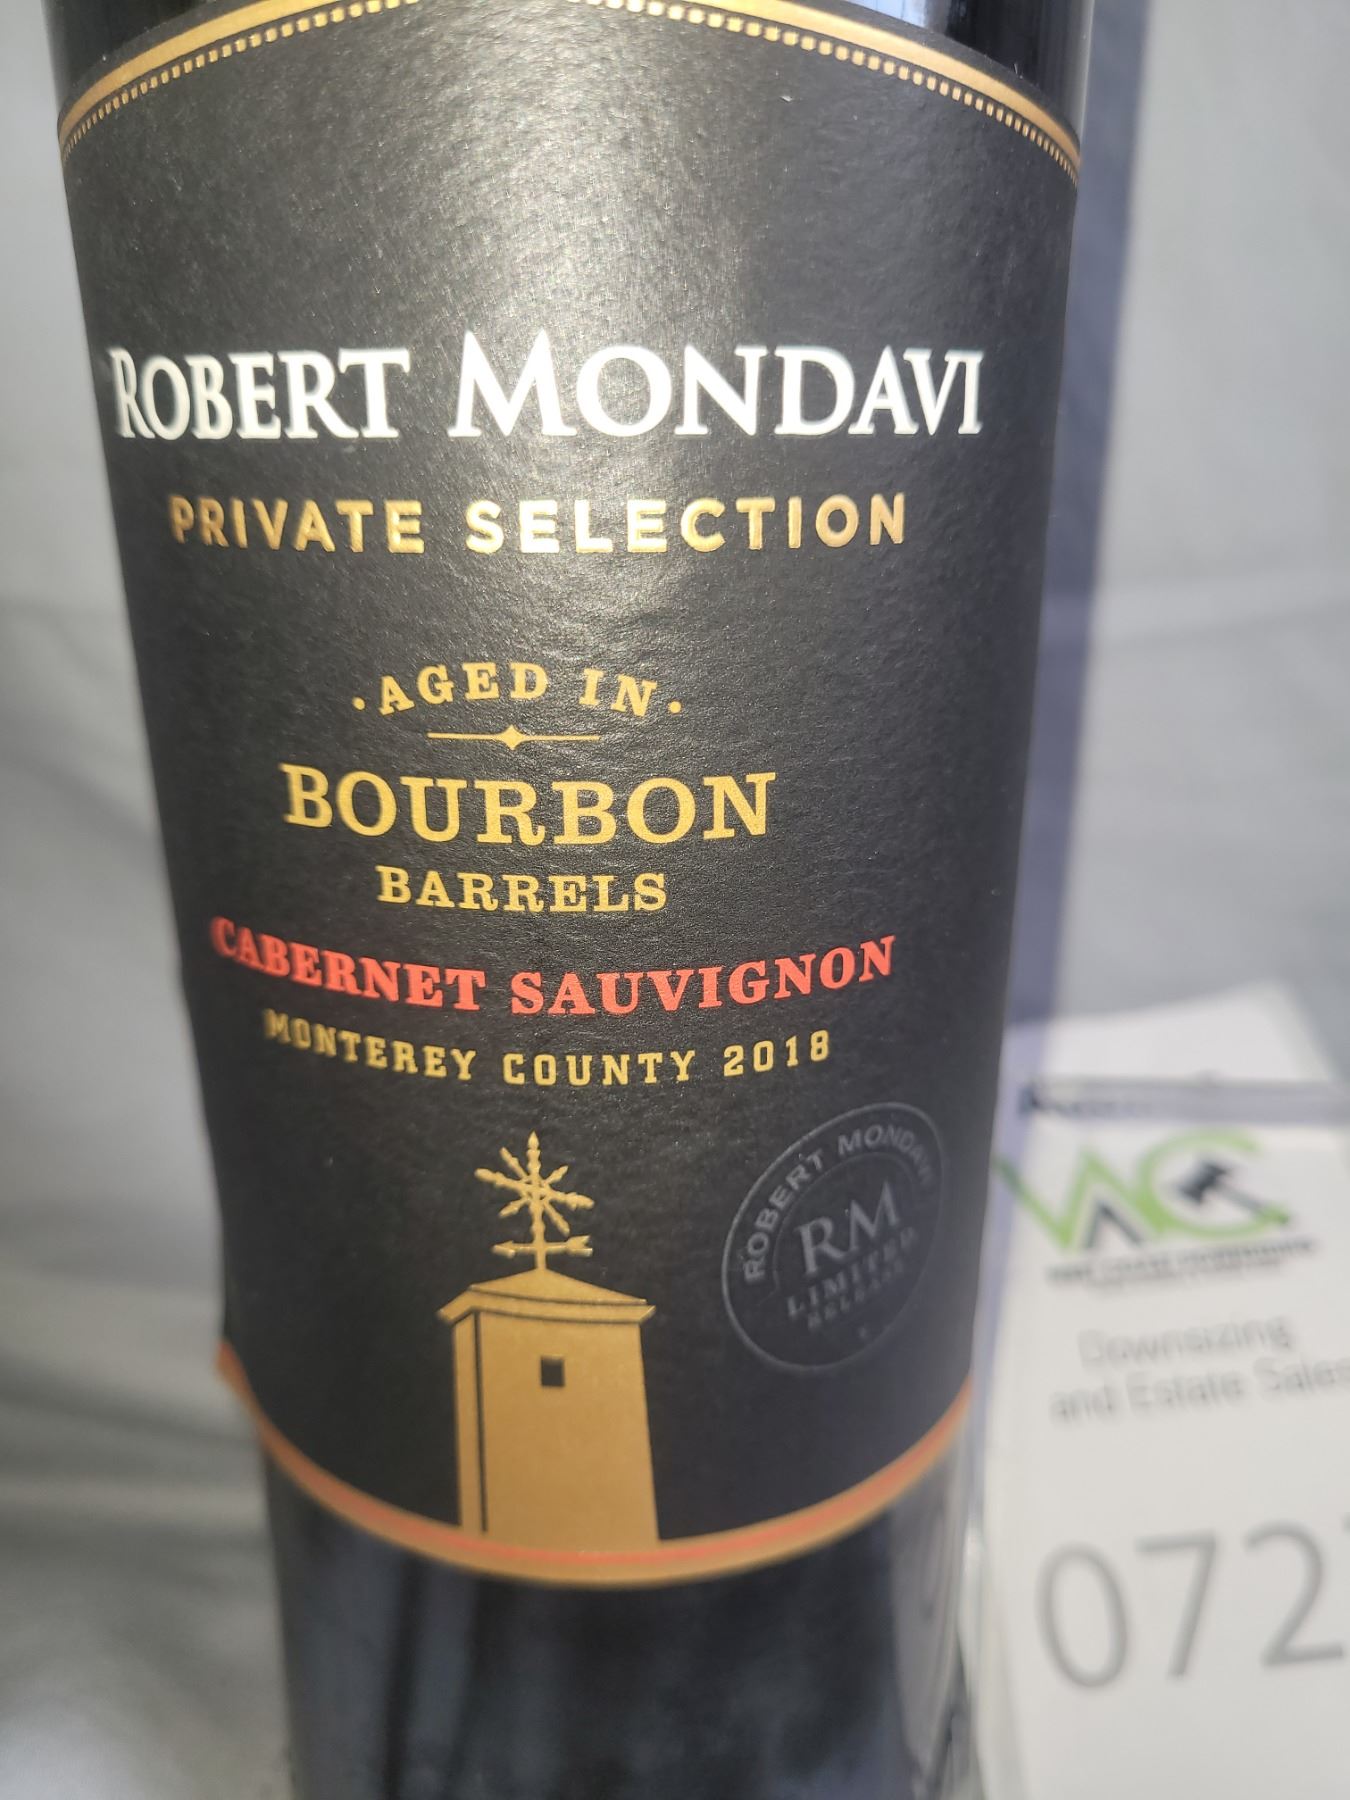 ROBERT MONDAVI
PRIVATE SELECTION
· AGED IN ·
BOURBON
BARRELS
CABERNET SAUVIGNON
MONTEREY COUNTY 2018
ROBERT MONDAVI
RM
LIMITED
RELEASE
Downsizing
and Estate Sales
072